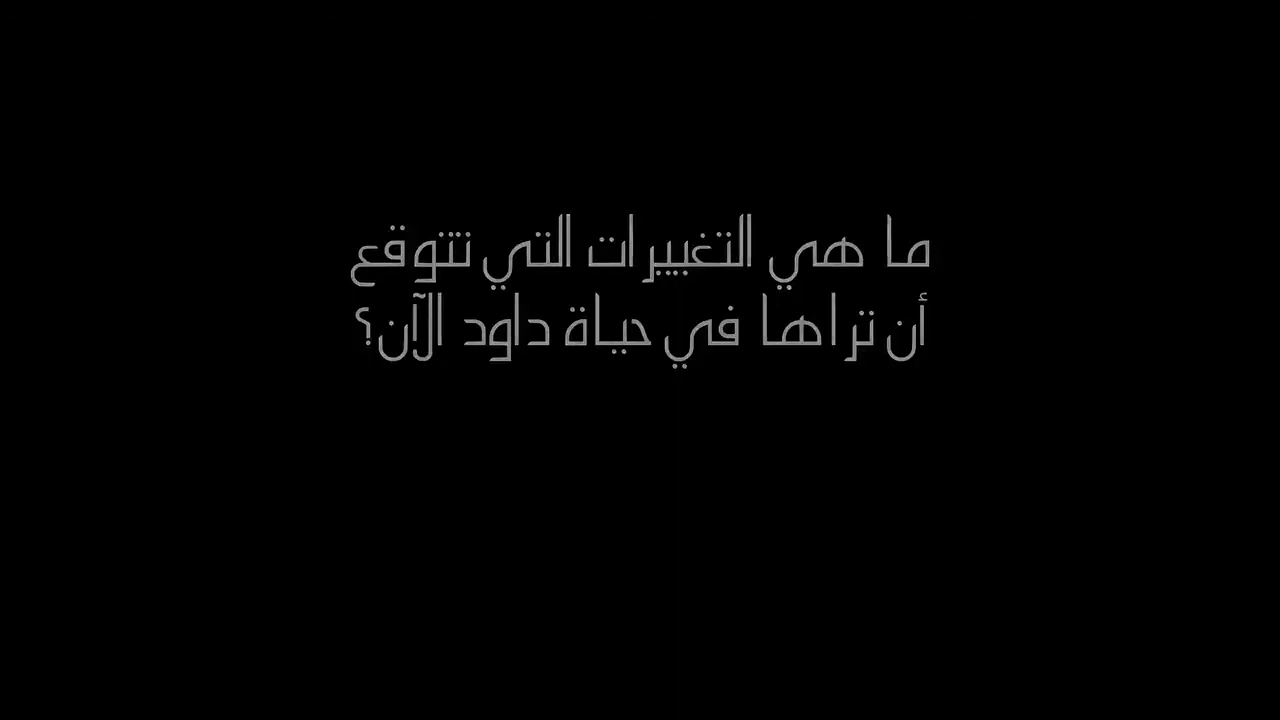 ما هي التغييرات التي تتوقع
أن تراها في حياة داود الآن؟